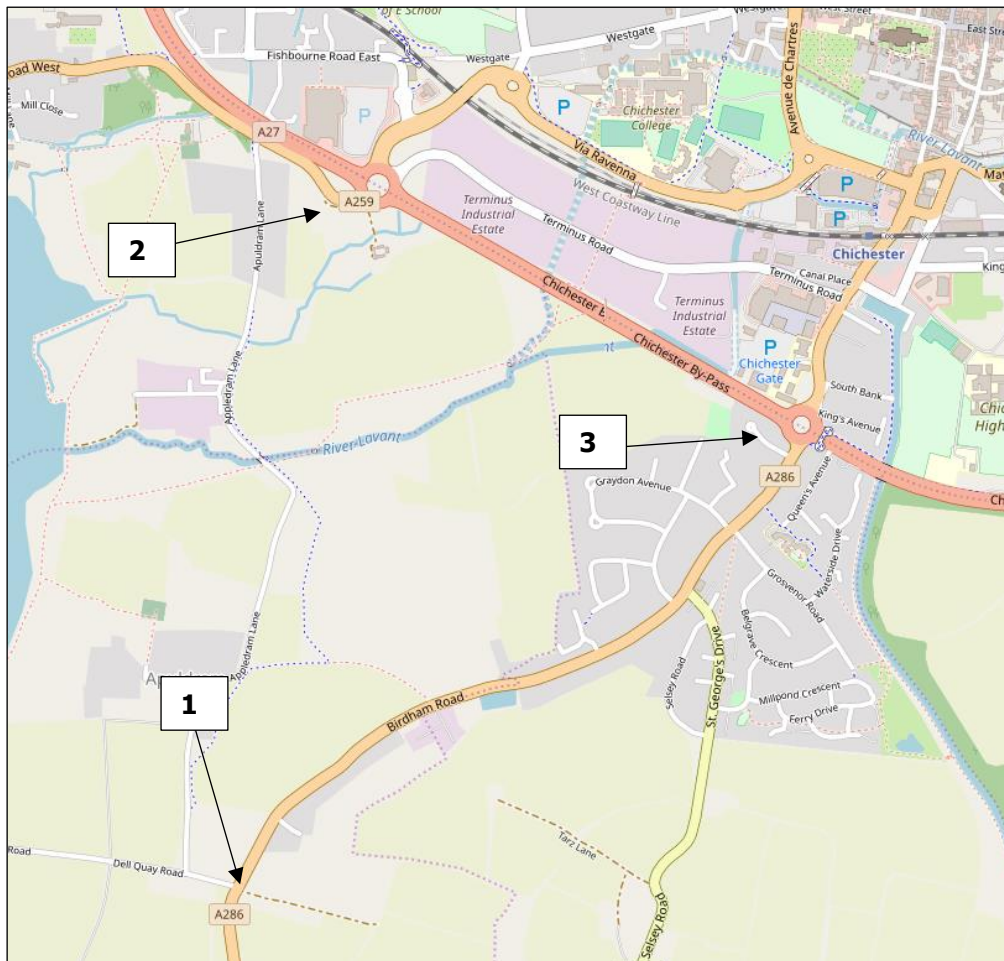 of E School
Westgate
West Street
East Street
Westgate
Fishbourne Road East
Westgate
oad West
Mill Close
P
P
Chichester
College
Avenue de Chartres
River Lavant
A27
Via Ravenna
P
P
West Coastway Line
Terminus
Industrial
Estate
Terminus Road
A259
2
Apuldram Lane
Chichester
Canal Place
King
Terminus Road
Terminus
Industrial
Estate
Chichester By-Pass
P
Chichester
Gate
South Bank
King's Avenue
Appledram Lane
River Lavant
3
A286
Graydon Avenue
Queen's Avenue
Waterside Drive
Grosvenor Road
Belgrave Crescent
Appledram Lane
Selsey Road
St. George's Drive
Millpond Crescent
Ferry Drive
1
Birdham Road
Tarz Lane
Road
Dell Quay Road
A286
Selsey Road